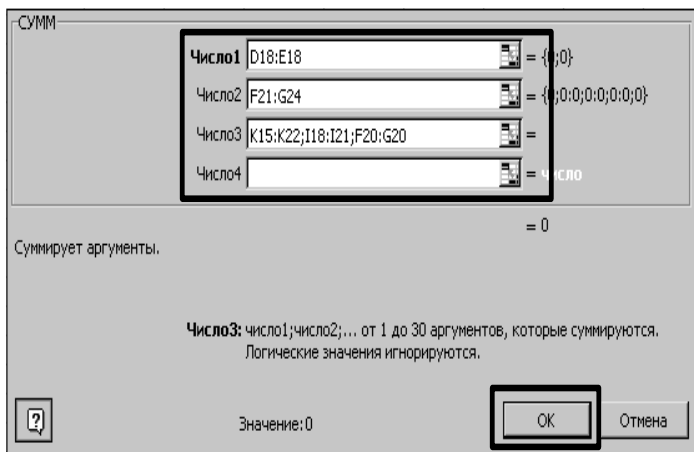 СУММ
Число1 D18:E18 = {0;0}
Число2 F21:G24 = {0;0:0;0:0;0:0;0}
Число3 K15:K22;I18:I21;F20:G20 =
Число4 = число
= 0
Суммирует аргументы.
Число3: число1;число2;... от 1 до 30 аргументов, которые суммируются.
Логические значения игнорируются.
Значение:0 OK Отмена